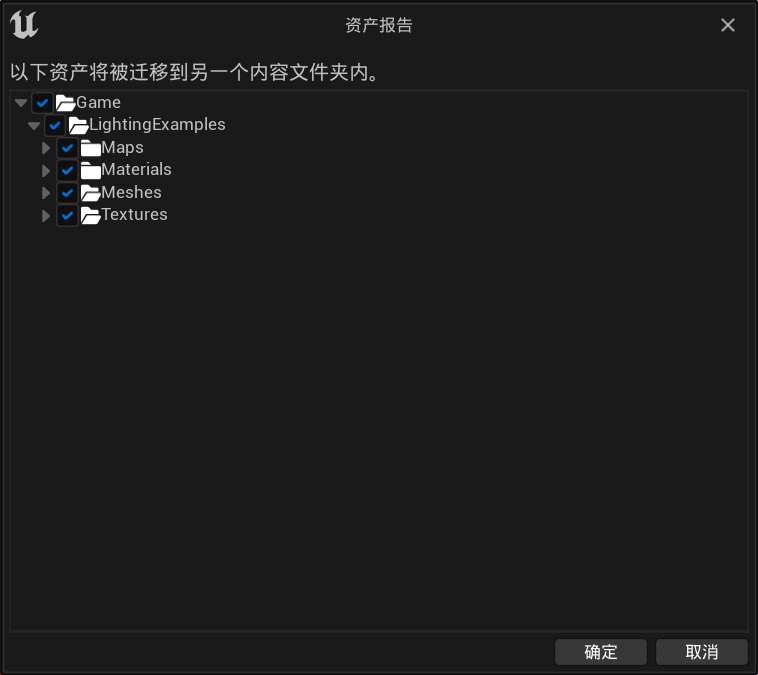 资产报告
以下资产将被迁移到另一个内容文件夹内。
Game
LightingExamples
Maps
Materials
Meshes
Textures
确定 取消